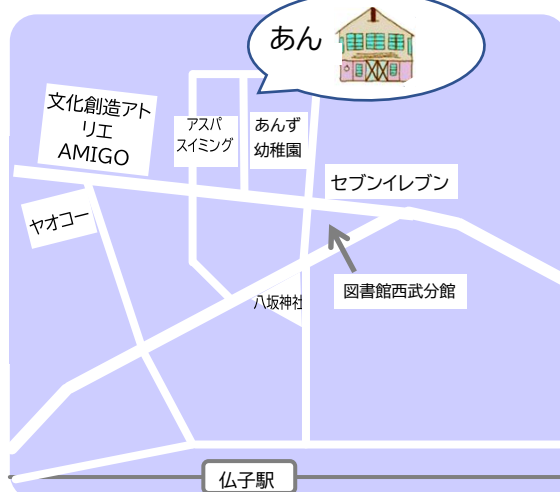 あん
文化創造アト
リエ
AMIGO
アスパ
スイミング
あんず
幼稚園
セブンイレブン
ヤオコー
図書館西武分館
八坂神社
仏子駅